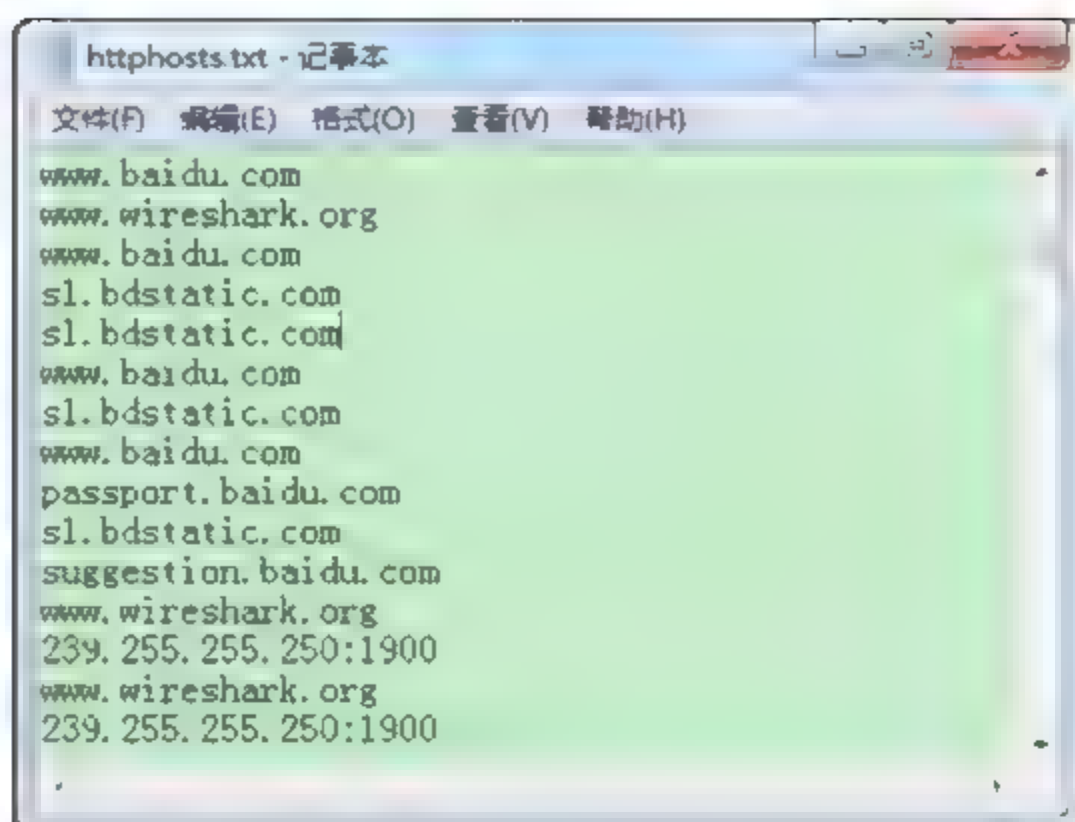 httphosts.txt - 记事本
文件(F) 编辑(E) 格式(O) 查看(V) 帮助(H)
www.baidu.com
www.wireshark.org
www.baidu.com
s1.bdstatic.com
s1.bdstatic.com
www.baidu.com
s1.bdstatic.com
www.baidu.com
passport.baidu.com
s1.bdstatic.com
suggestion.baidu.com
www.wireshark.org
239.255.255.250:1900
www.wireshark.org
239.255.255.250:1900